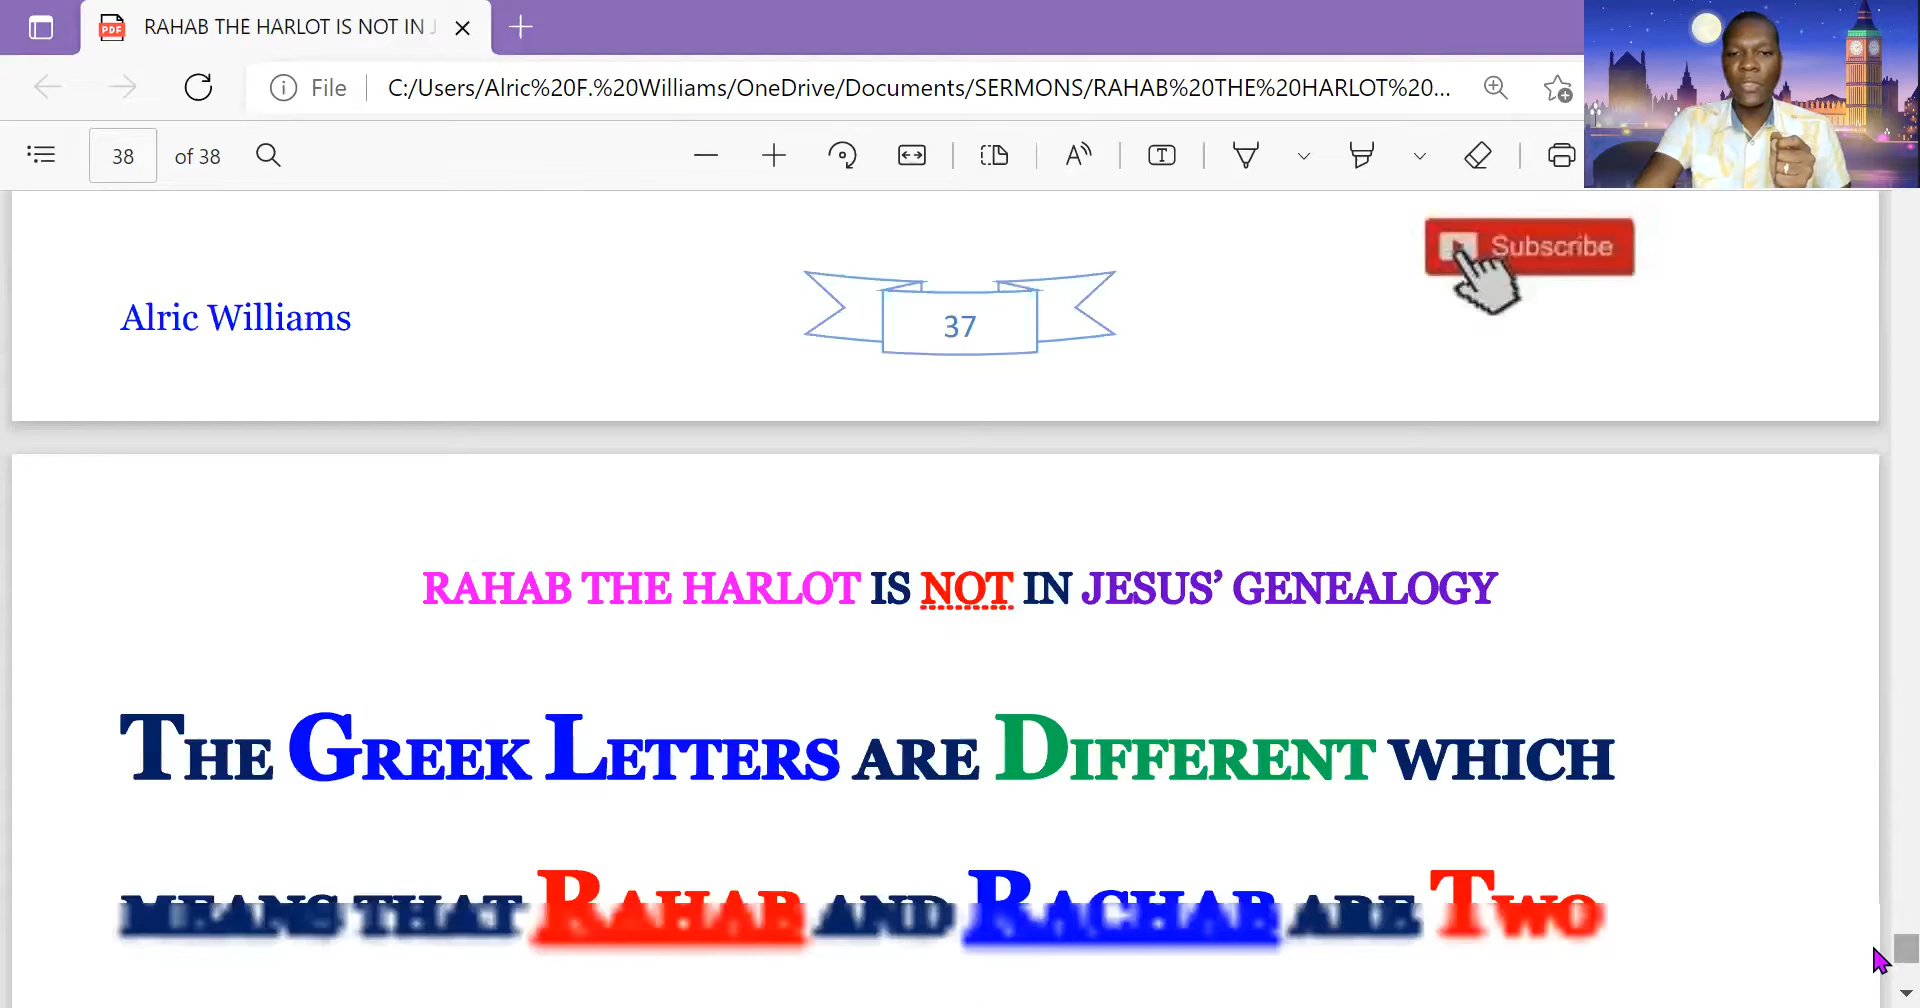 RAHAB THE HARLOT IS NOT IN J
File
C:/Users/Alric%20F.%20Williams/OneDrive/Documents/SERMONS/RAHAB%20THE%20HARLOT%20...
38 of 38
Subscribe
Alric Williams
37
RAHAB THE HARLOT IS NOT IN JESUS’ GENEALOGY
THE GREEK LETTERS ARE DIFFERENT WHICH
MEANS THAT RAHAB AND RACHAB ARE TWO